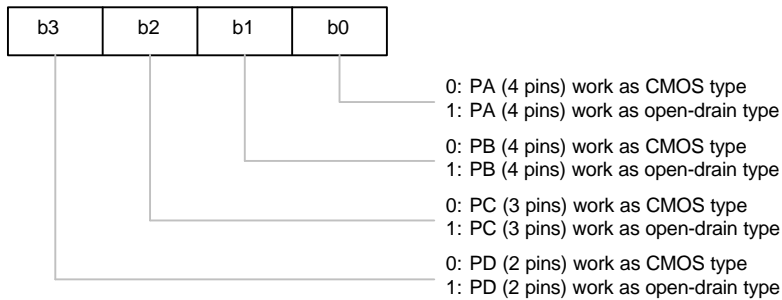 b3 b2 b1 b0
0: PA (4 pins) work as CMOS type
1: PA (4 pins) work as open-drain type
0: PB (4 pins) work as CMOS type
1: PB (4 pins) work as open-drain type
0: PC (3 pins) work as CMOS type
1: PC (3 pins) work as open-drain type
0: PD (2 pins) work as CMOS type
1: PD (2 pins) work as open-drain type